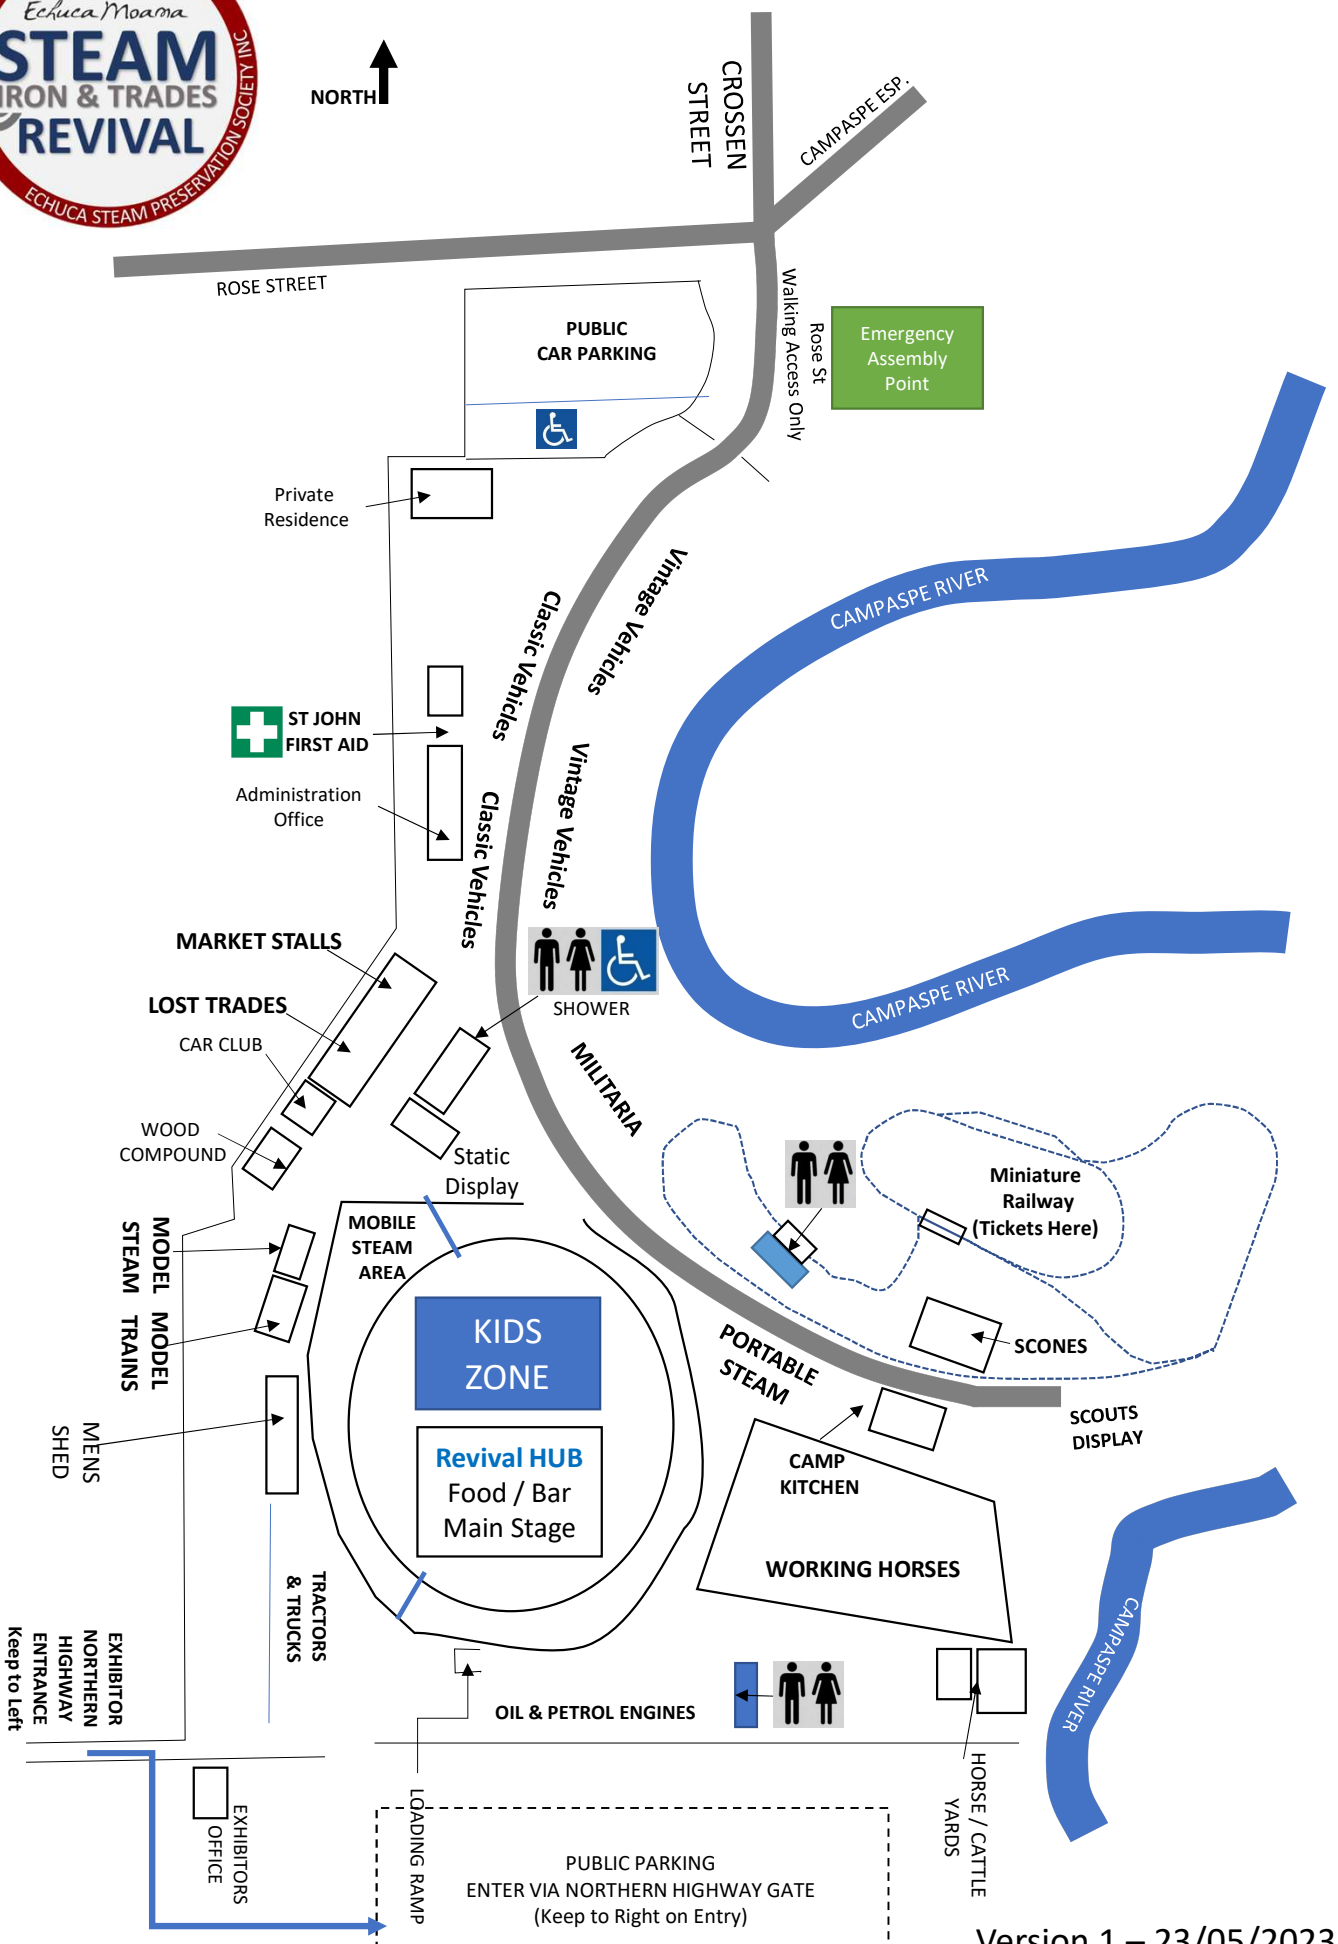 Echuca Moama
STEAM
IRON & TRADES
REVIVAL
ECHUCA STEAM PRESERVATION SOCIETY INC
NORTH
CROSSEN
STREET
CAMPASPE ESP.
ROSE STREET
PUBLIC
CAR PARKING
Rose St
Walking Access Only
Emergency
Assembly
Point
Private
Residence
CAMPASPE RIVER
Vintage Vehicles
Classic Vehicles
ST JOHN
FIRST AID
Administration
Office
Vintage Vehicles
Classic Vehicles
MARKET STALLS
LOST TRADES
CAR CLUB
SHOWER
CAMPASPE RIVER
MILITARIA
WOOD
COMPOUND
Static
Display
Miniature
Railway
(Tickets Here)
MOBILE
STEAM
AREA
MODEL
STEAM
MODEL
TRAINS
KIDS
ZONE
PORTABLE
STEAM
SCONES
SCOUTS
DISPLAY
MENS
SHED
Revival HUB
Food / Bar
Main Stage
CAMP
KITCHEN
WORKING HORSES
TRACTORS
& TRUCKS
CAMPASPE RIVER
EXHIBITOR
NORTHERN
HIGHWAY
ENTRANCE
Keep to Left
OIL & PETROL ENGINES
LOADING RAMP
HORSE / CATTLE
YARDS
EXHIBITORS
OFFICE
PUBLIC PARKING
ENTER VIA NORTHERN HIGHWAY GATE
(Keep to Right on Entry)
Version 1 – 23/05/2023